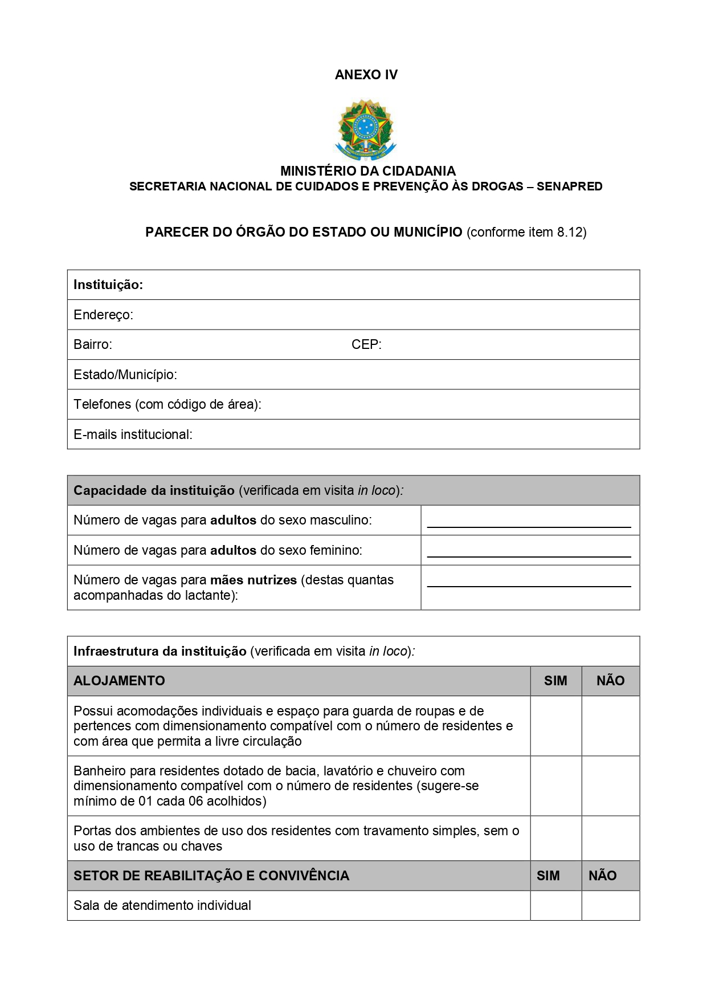 ANEXO IV
MINISTÉRIO DA CIDADANIA
SECRETARIA NACIONAL DE CUIDADOS E PREVENÇÃO ÀS DROGAS – SENAPRED
PARECER DO ÓRGÃO DO ESTADO OU MUNICÍPIO (conforme item 8.12)
Instituição:
Endereço:
Bairro: CEP:
Estado/Município:
Telefones (com código de área):
E-mails institucional:
Capacidade da instituição (verificada em visita in loco):
Número de vagas para adultos do sexo masculino:
Número de vagas para adultos do sexo feminino:
Número de vagas para mães nutrizes (destas quantas
acompanhadas do lactante):
Infraestrutura da instituição (verificada em visita in loco):
ALOJAMENTO SIM NÃO
Possui acomodações individuais e espaço para guarda de roupas e de
pertences com dimensionamento compatível com o número de residentes e
com área que permita a livre circulação
Banheiro para residentes dotado de bacia, lavatório e chuveiro com
dimensionamento compatível com o número de residentes (sugere-se
mínimo de 01 cada 06 acolhidos)
Portas dos ambientes de uso dos residentes com travamento simples, sem o
uso de trancas ou chaves
SETOR DE REABILITAÇÃO E CONVIVÊNCIA SIM NÃO
Sala de atendimento individual